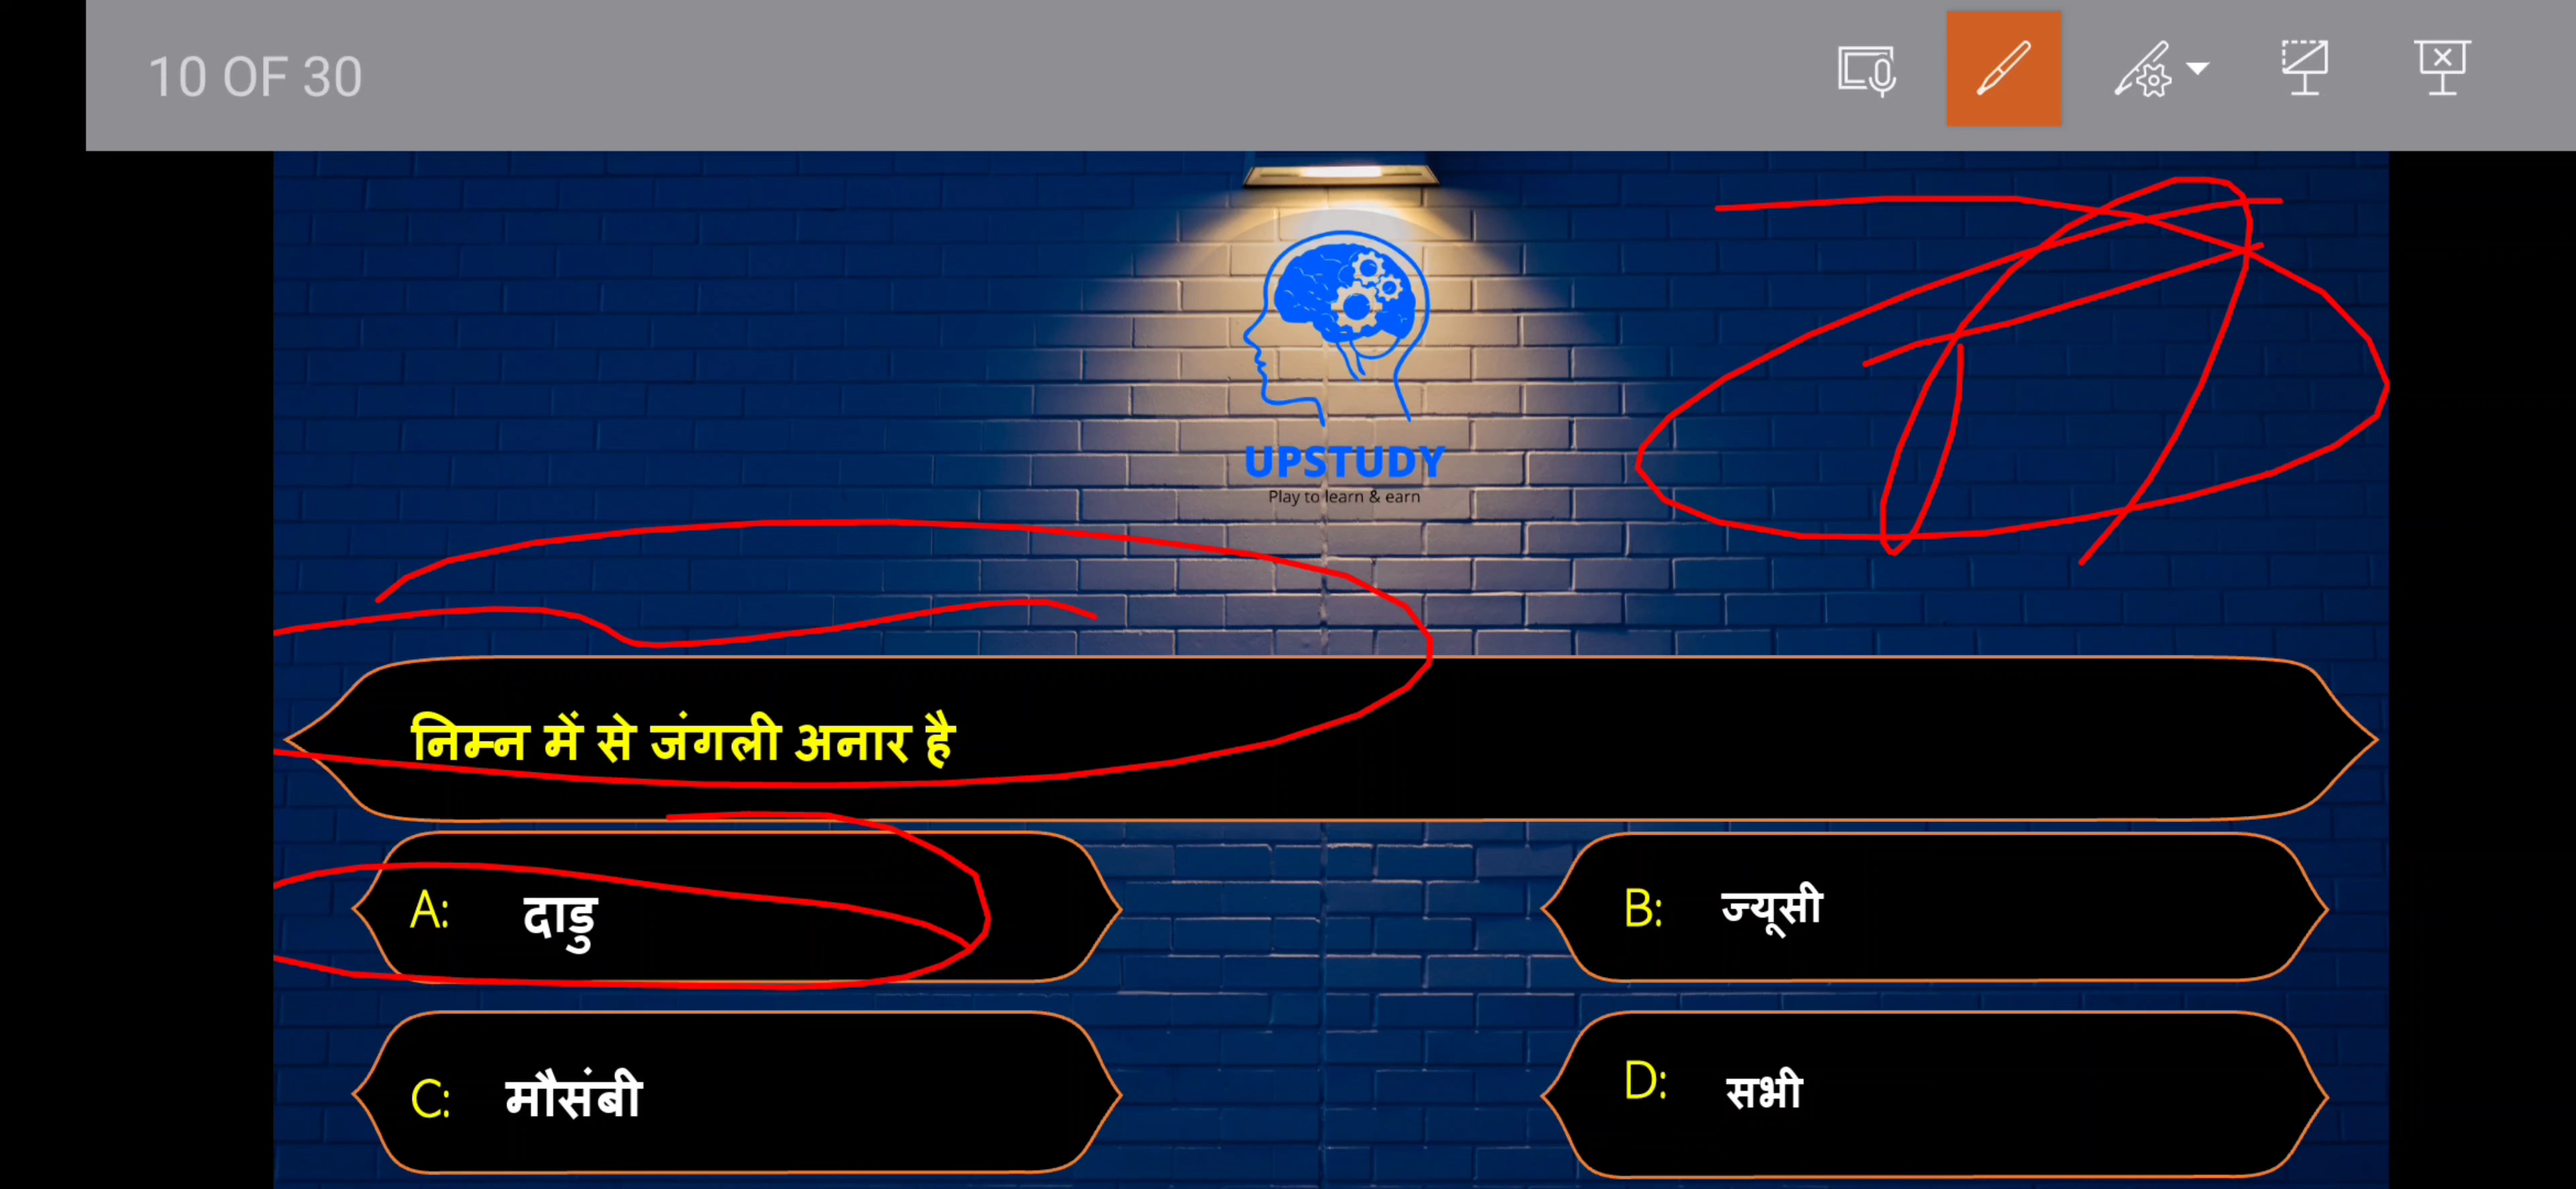 10 OF 30
UPSTUDY
Play to learn & earn
निम्न में से जंगली अनार है
A: दाडु
B: ज्यूसी
C: मौसंबी
D: सभी